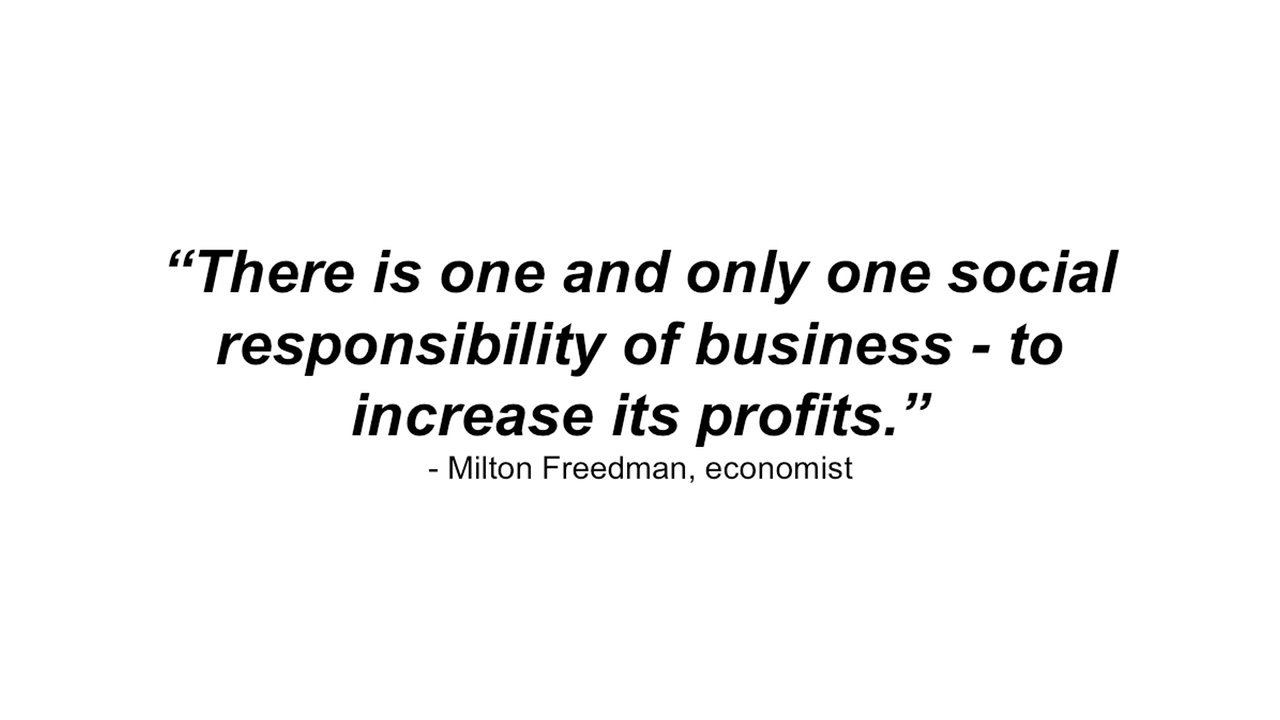 “There is one and only one social
responsibility of business - to
increase its profits.”
- Milton Freedman, economist